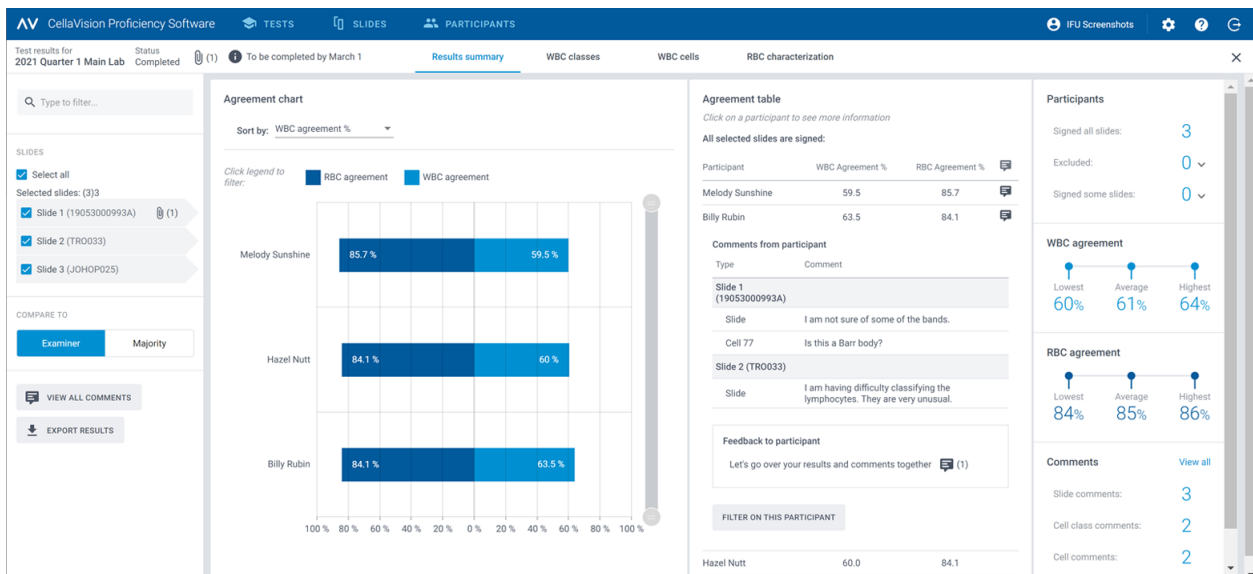 CellaVision Proficiency Software
TESTS
SLIDES
PARTICIPANTS
IFU Screenshots
Test results for
2021 Quarter 1 Main Lab
Status
Completed
(1)
To be completed by March 1
Results summary
WBC classes
WBC cells
RBC characterization
Type to filter...
SLIDES
Select all
Selected slides: (3)3
Slide 1 (19053000993A) (1)
Slide 2 (TRO033)
Slide 3 (JOHOP025)
COMPARE TO
Examiner Majority
VIEW ALL COMMENTS
EXPORT RESULTS
Agreement chart
Sort by: WBC agreement %
Click legend to
filter:
RBC agreement WBC agreement
Melody Sunshine 85.7 % 59.5 %
Hazel Nutt 84.1 % 60 %
Billy Rubin 84.1 % 63.5 %
100 % 80 % 60 % 40 % 20 % 0 % 20 % 40 % 60 % 80 % 100 %
Agreement table
Click on a participant to see more information
All selected slides are signed:
Participant WBC Agreement % RBC Agreement %
Melody Sunshine 59.5 85.7
Billy Rubin 63.5 84.1
Comments from participant
Type Comment
Slide 1
(19053000993A)
Slide I am not sure of some of the bands.
Cell 77 Is this a Barr body?
Slide 2 (TRO033)
Slide I am having difficulty classifying the
lymphocytes. They are very unusual.
Feedback to participant
Let's go over your results and comments together (1)
FILTER ON THIS PARTICIPANT
Hazel Nutt 60.0 84.1
Participants
Signed all slides: 3
Excluded: 0
Signed some slides: 0
WBC agreement
Lowest Average Highest
60% 61% 64%
RBC agreement
Lowest Average Highest
84% 85% 86%
Comments View all
Slide comments: 3
Cell class comments: 2
Cell comments: 2